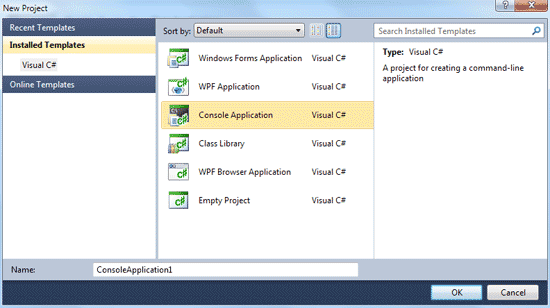 New Project
Recent Templates
Installed Templates
Visual C#
Online Templates
Sort by: Default
Search Installed Templates
Windows Forms Application Visual C#
WPF Application Visual C#
Console Application Visual C#
Class Library Visual C#
WPF Browser Application Visual C#
Empty Project Visual C#
Type: Visual C#
A project for creating a command-line
application
Name: ConsoleApplication1
OK Cancel